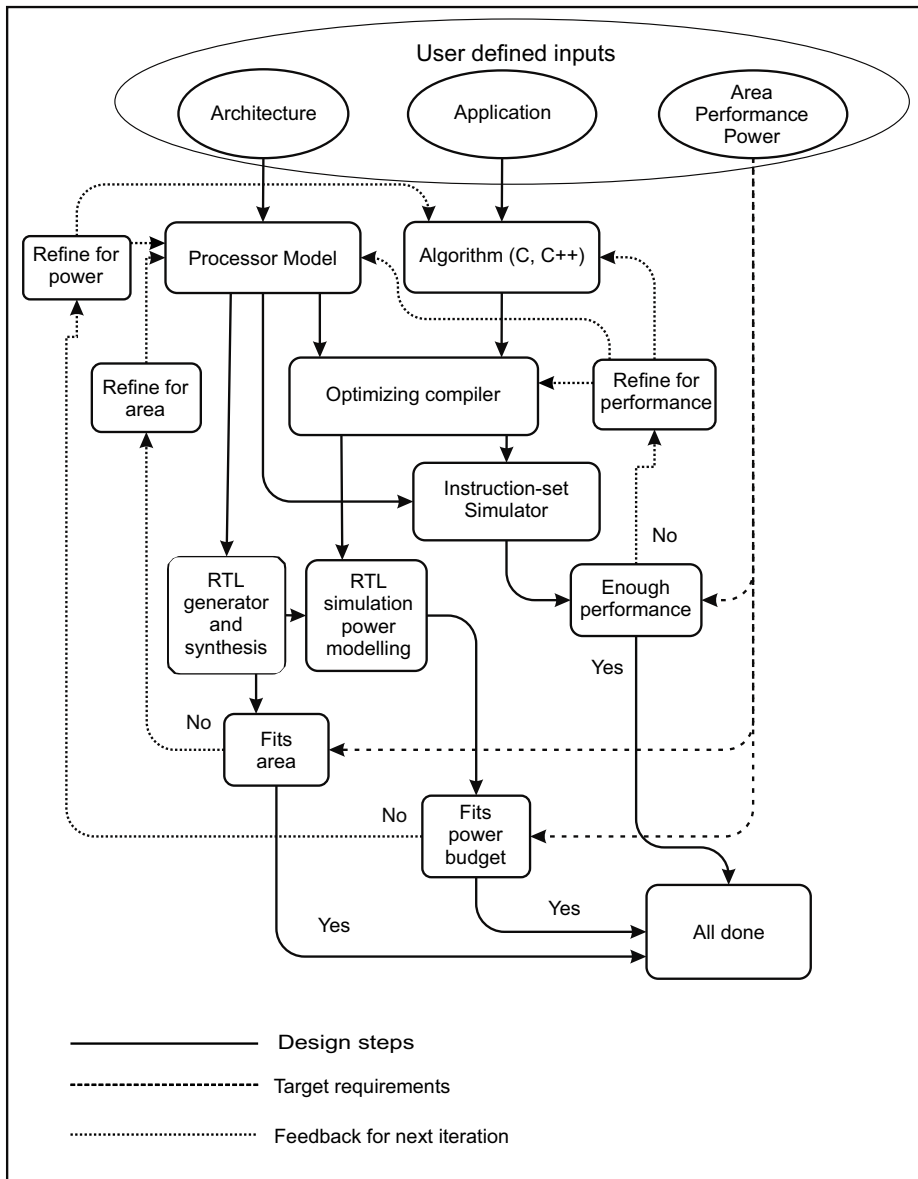 User defined inputs
Architecture
Application
Area
Performance
Power
Refine for
power
Processor Model
Algorithm (C, C++)
Refine for
area
Optimizing compiler
Refine for
performance
Instruction-set
Simulator
No
RTL
generator
and
synthesis
RTL
simulation
power
modelling
Enough
performance
Yes
No
Fits
area
No
Fits
power
budget
Yes
Yes
All done
Design steps
Target requirements
Feedback for next iteration